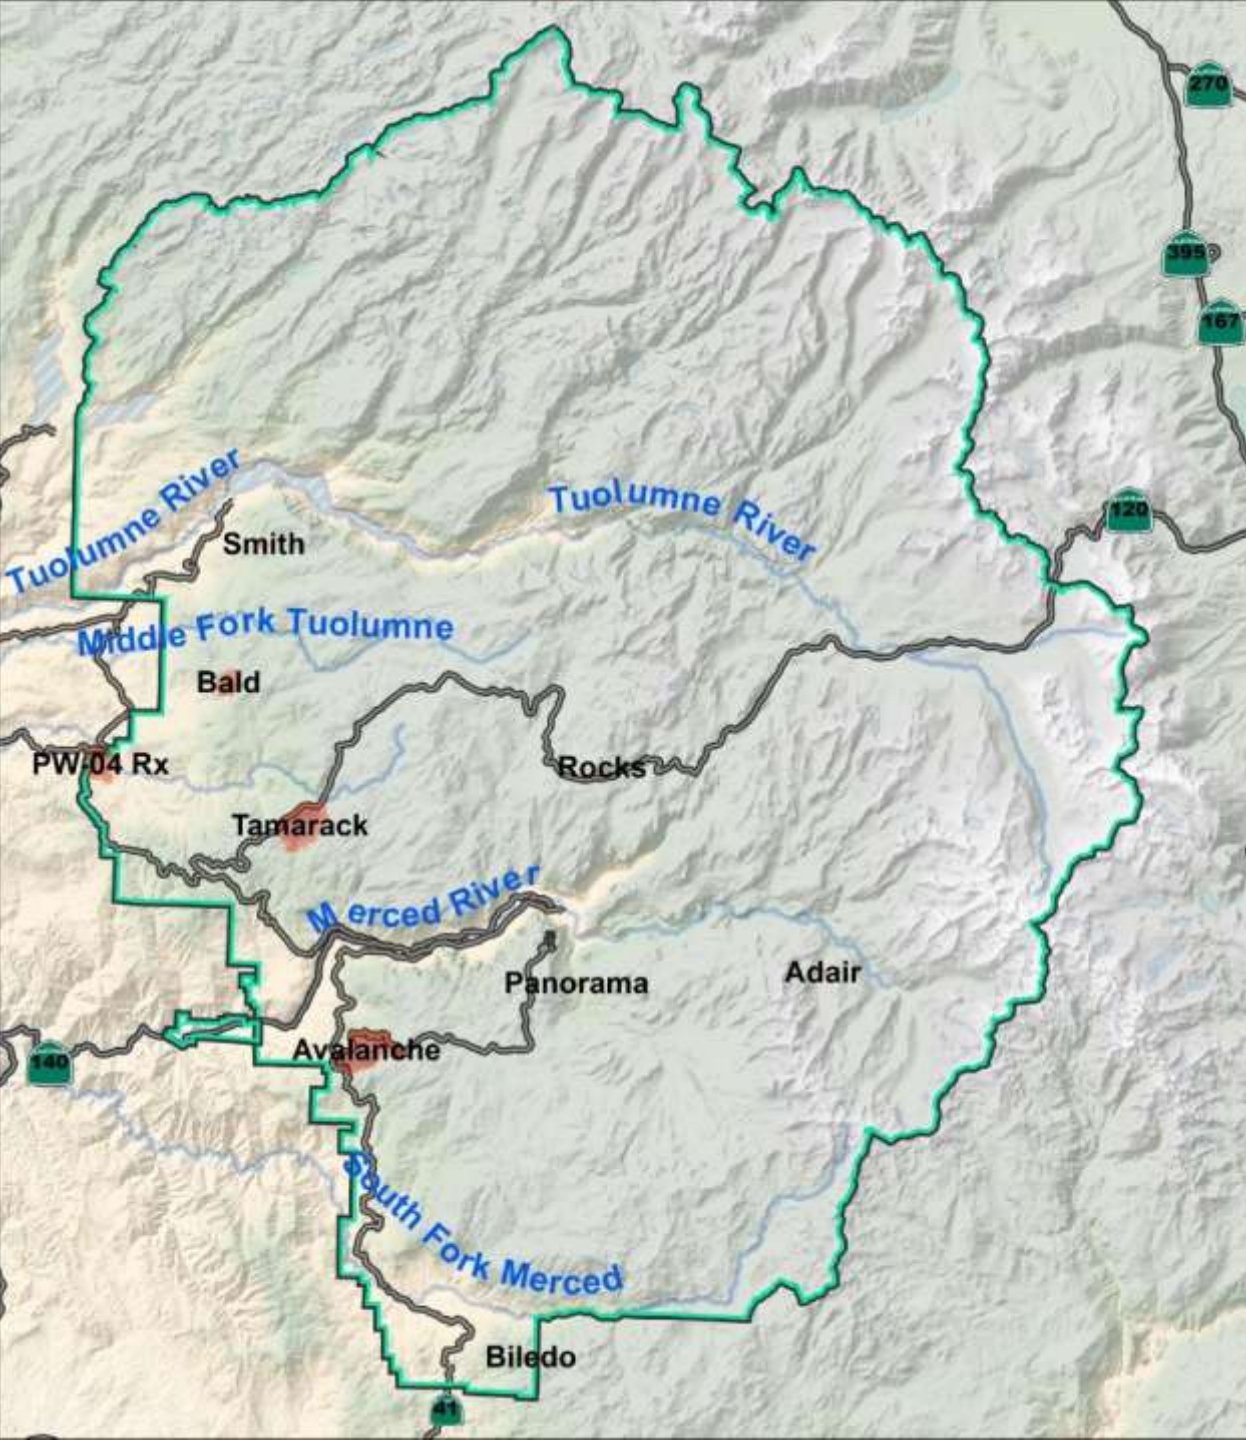 270
395
167
Tuolumne River
Tuolumne River
120
Smith
Middle Fork Tuolumne
Bald
PW-04 Rx
Rocks
Tamarack
Merced River
Panorama
Adair
Avalanche
140
South Fork Merced
Biledo
41